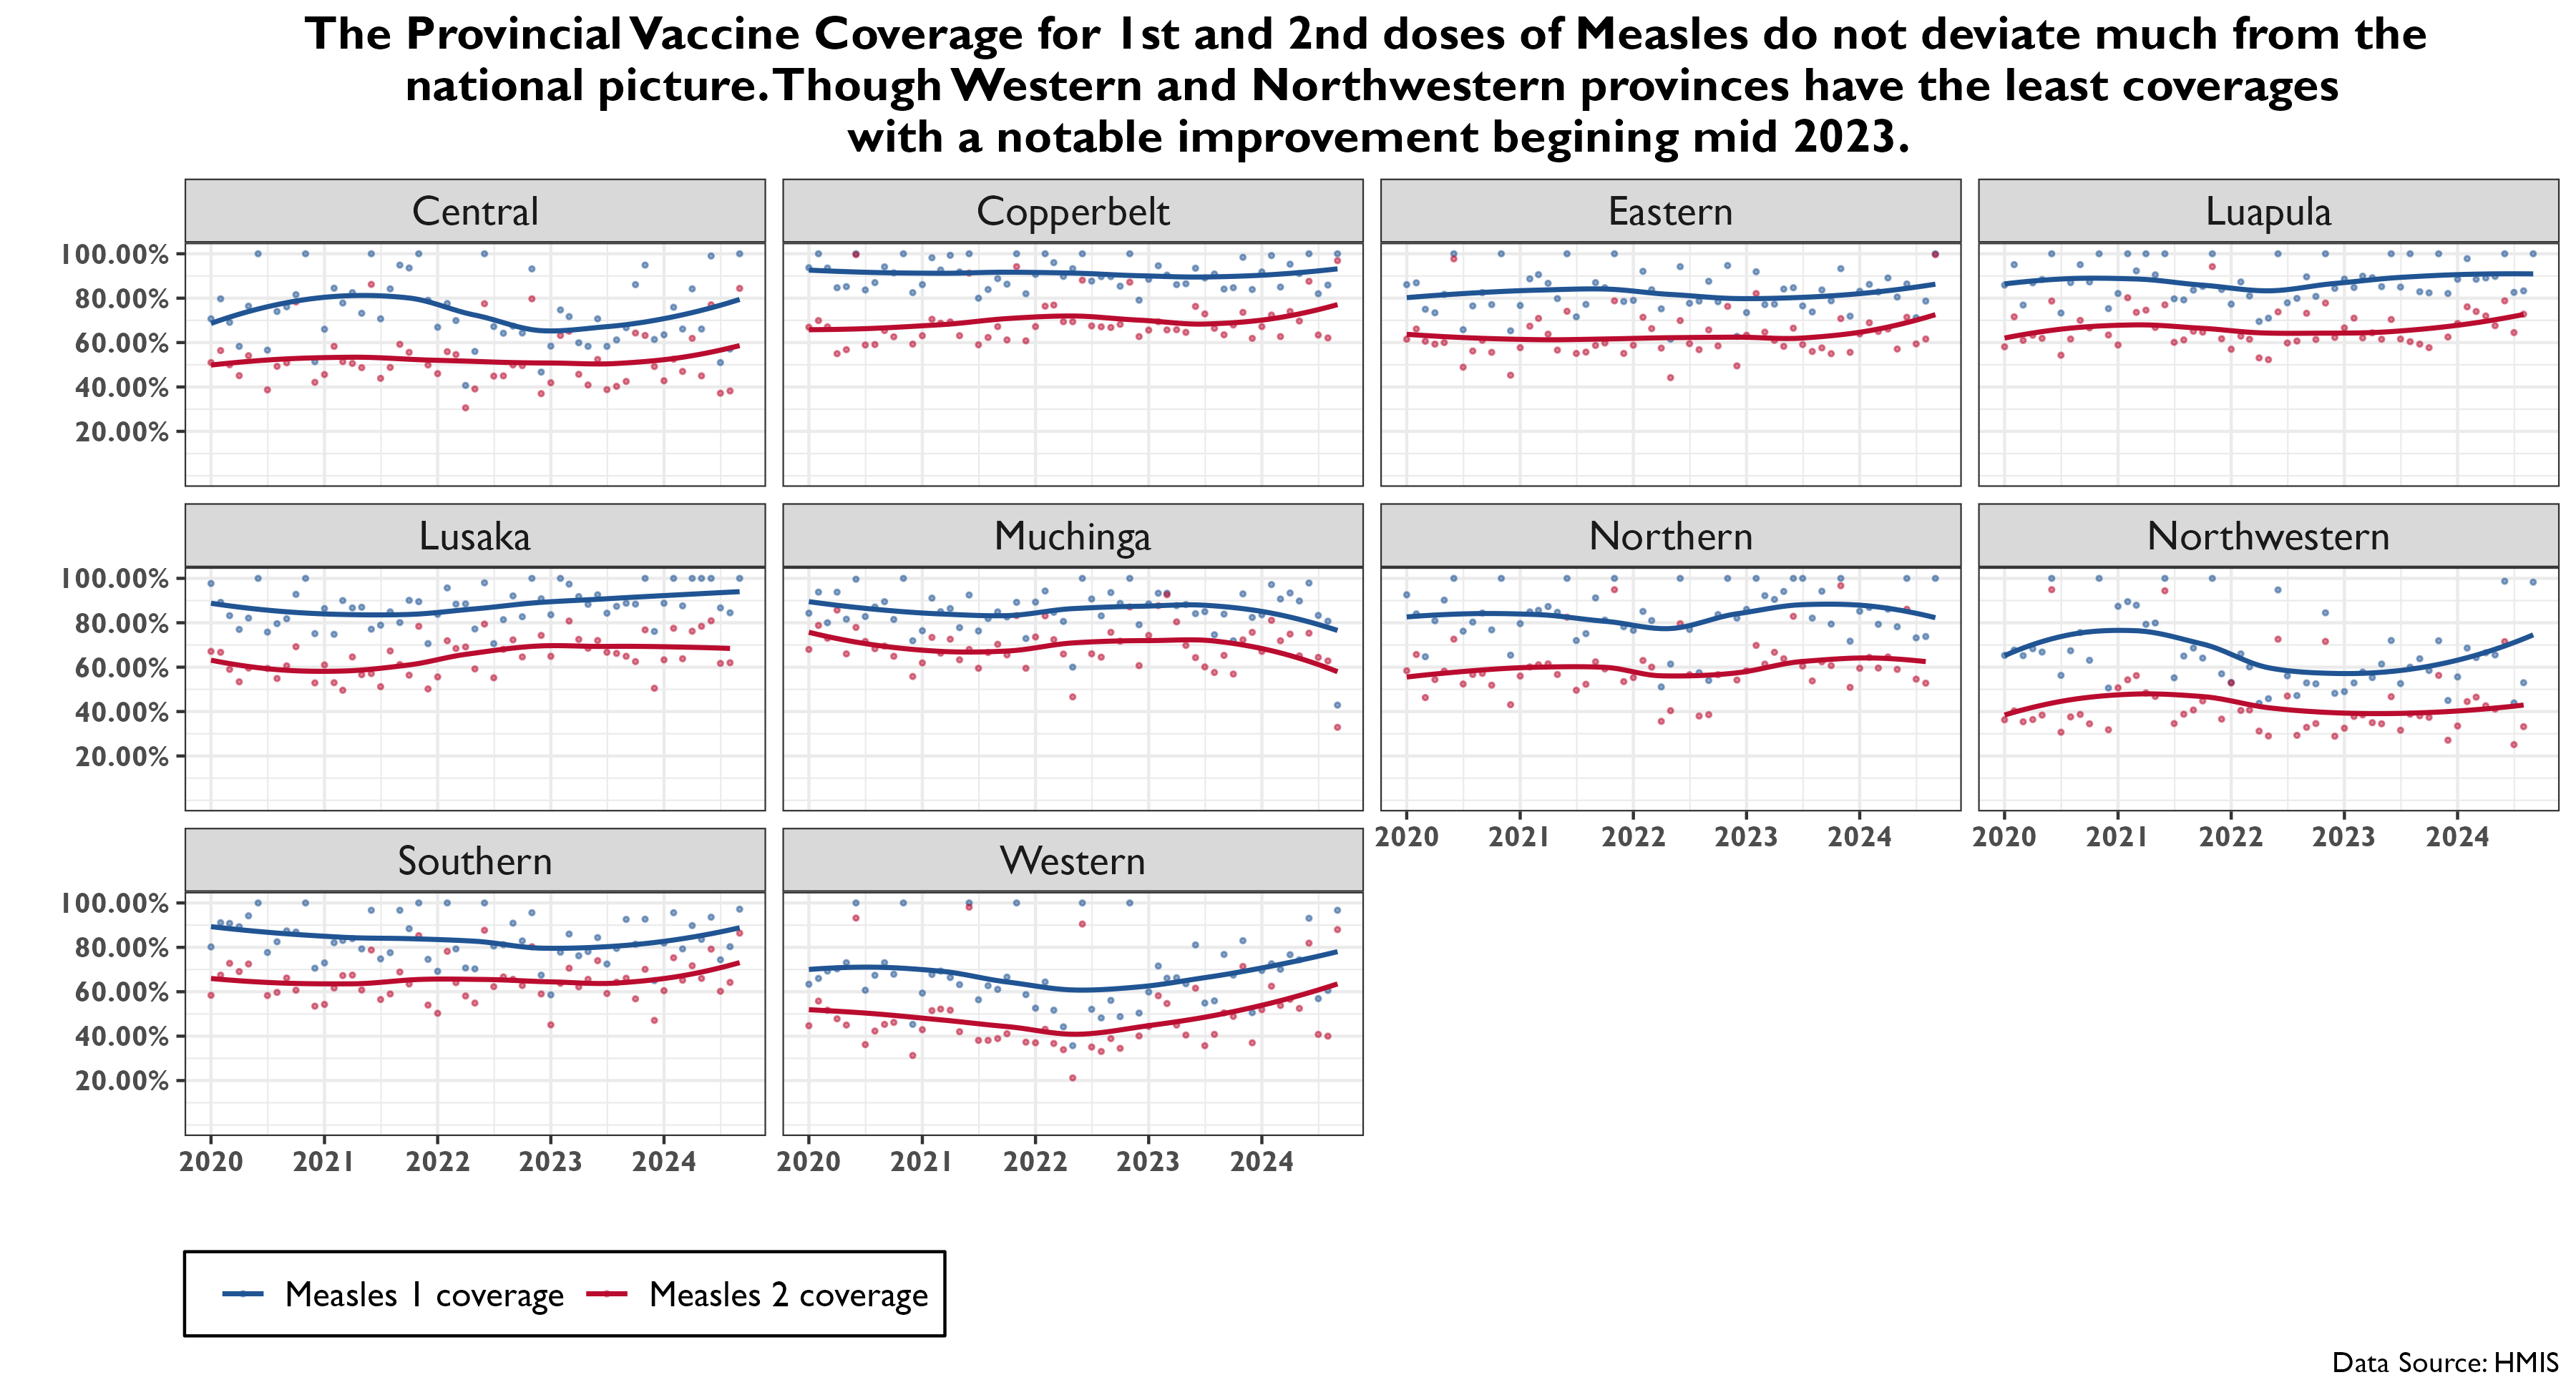 The Provincial Vaccine Coverage for 1st and 2nd doses of Measles do not deviate much from the
national picture. Though Western and Northwestern provinces have the least coverages
with a notable improvement begining mid 2023.
Central Copperbelt Eastern Luapula
100.00%
80.00%
60.00%
40.00%
20.00%
Lusaka Muchinga Northern Northwestern
100.00%
80.00%
60.00%
40.00%
20.00%
2020 2021 2022 2023 2024 2020 2021 2022 2023 2024
Southern Western
100.00%
80.00%
60.00%
40.00%
20.00%
2020 2021 2022 2023 2024 2020 2021 2022 2023 2024
Measles 1 coverage Measles 2 coverage
Data Source: HMIS